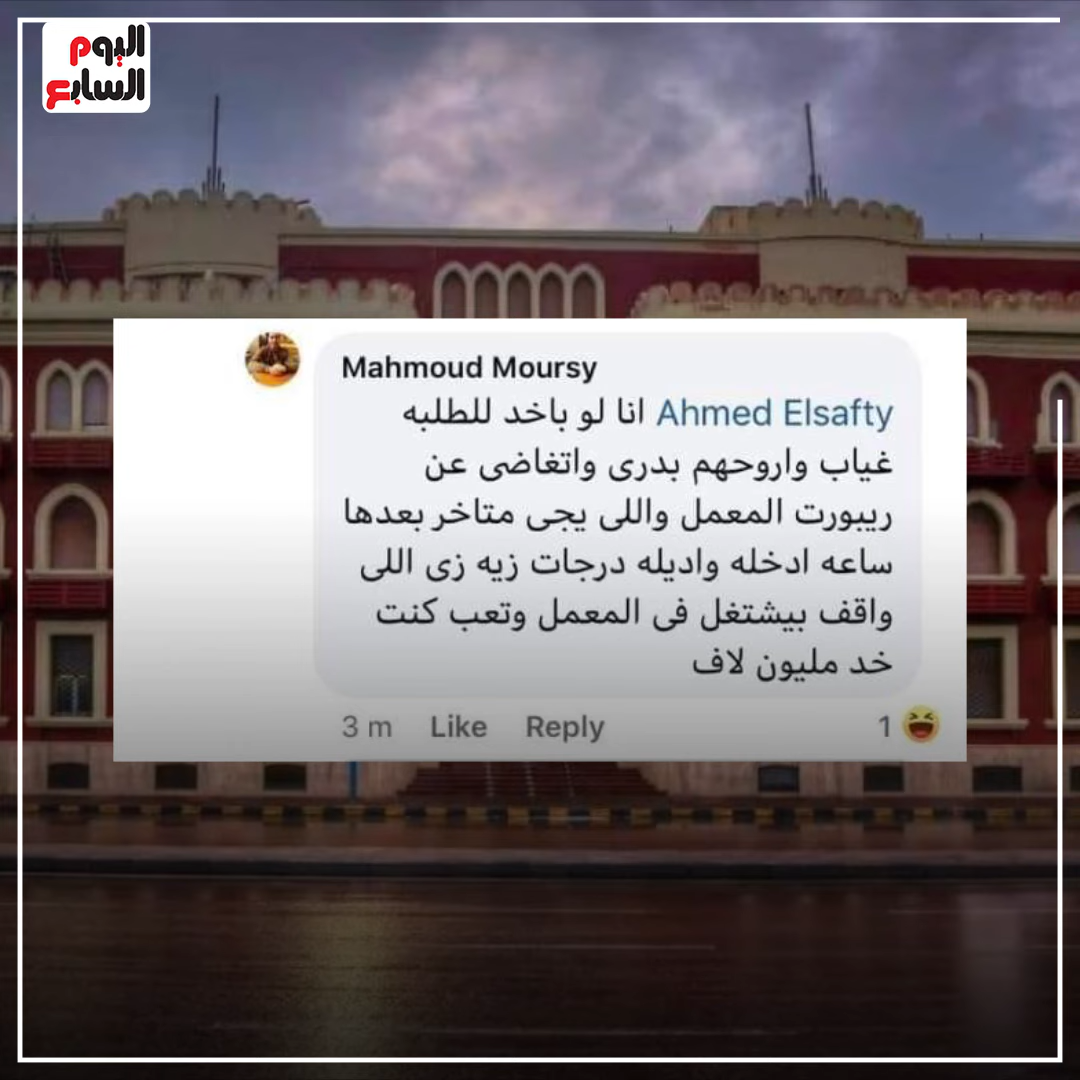 اليوم
السابع
Mahmoud Moursy
Ahmed Elsafty انا لو باخد للطلبه
غياب واروحهم بدرى واتغاضى عن
ريبورت المعمل واللى يجى متاخر بعدها
ساعه ادخله واديله درجات زيه زى اللى
واقف بيشتغل فى المعمل وتعب كنت
خد مليون لاف
3 m Like Reply 1